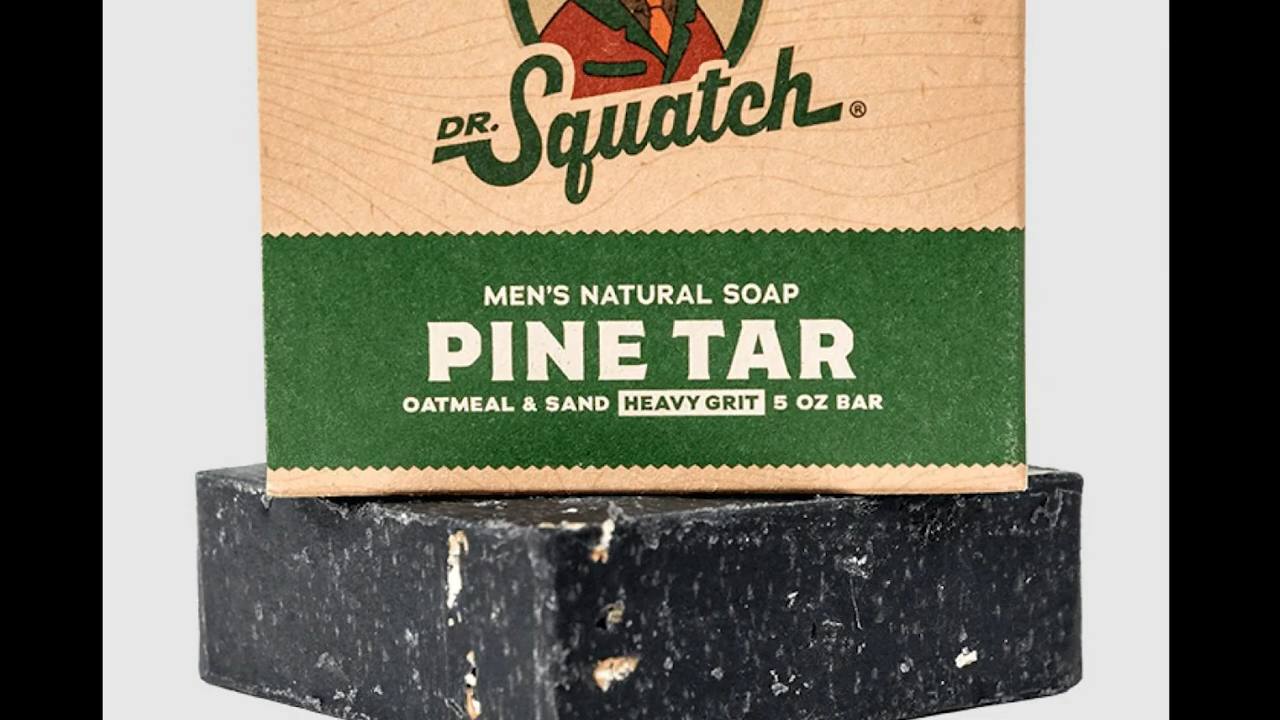 DR. Squatch®
MEN'S NATURAL SOAP
PINE TAR
OATMEAL & SAND HEAVY GRIT 5 OZ BAR